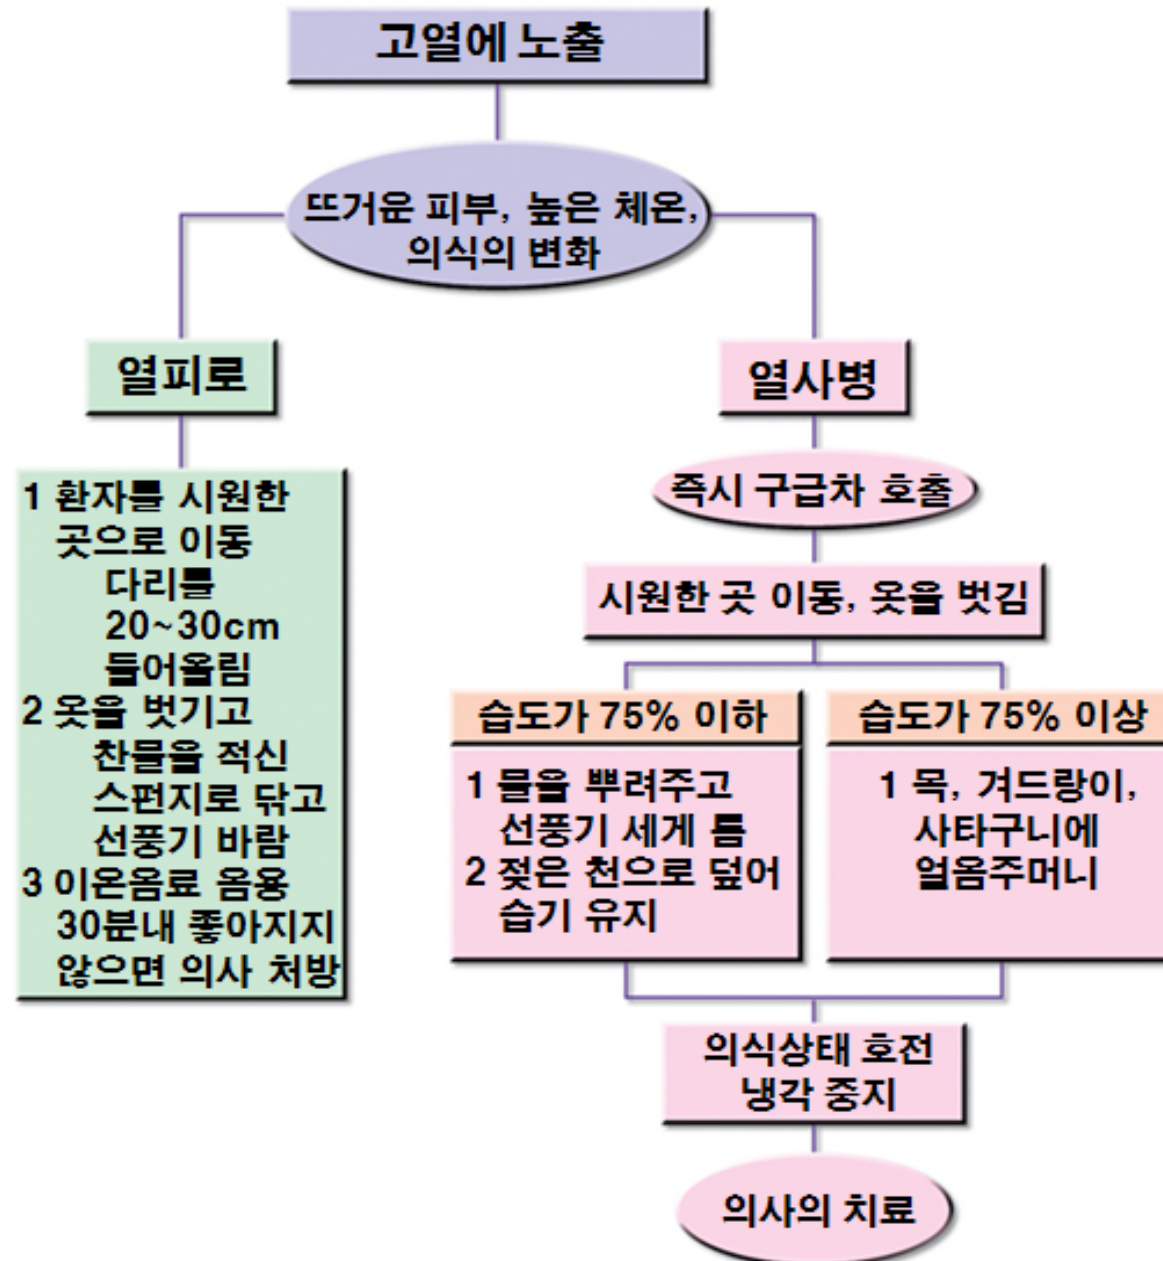 고열에 노출
뜨거운 피부, 높은 체온,
의식의 변화
열피로
1 환자를 시원한
곳으로 이동
다리를
20~30cm
들어올림
2 옷을 벗기고
찬물을 적신
스펀지로 닦고
선풍기 바람
3 이온음료 음용
30분내 좋아지지
않으면 의사 처방
열사병
즉시 구급차 호출
시원한 곳 이동, 옷을 벗김
습도가 75% 이하
1 물을 뿌려주고
선풍기 세게 틈
2 젖은 천으로 덮어
습기 유지
습도가 75% 이상
1 목, 겨드랑이,
사타구니에
얼음주머니
의식상태 호전
냉각 중지
의사의 치료